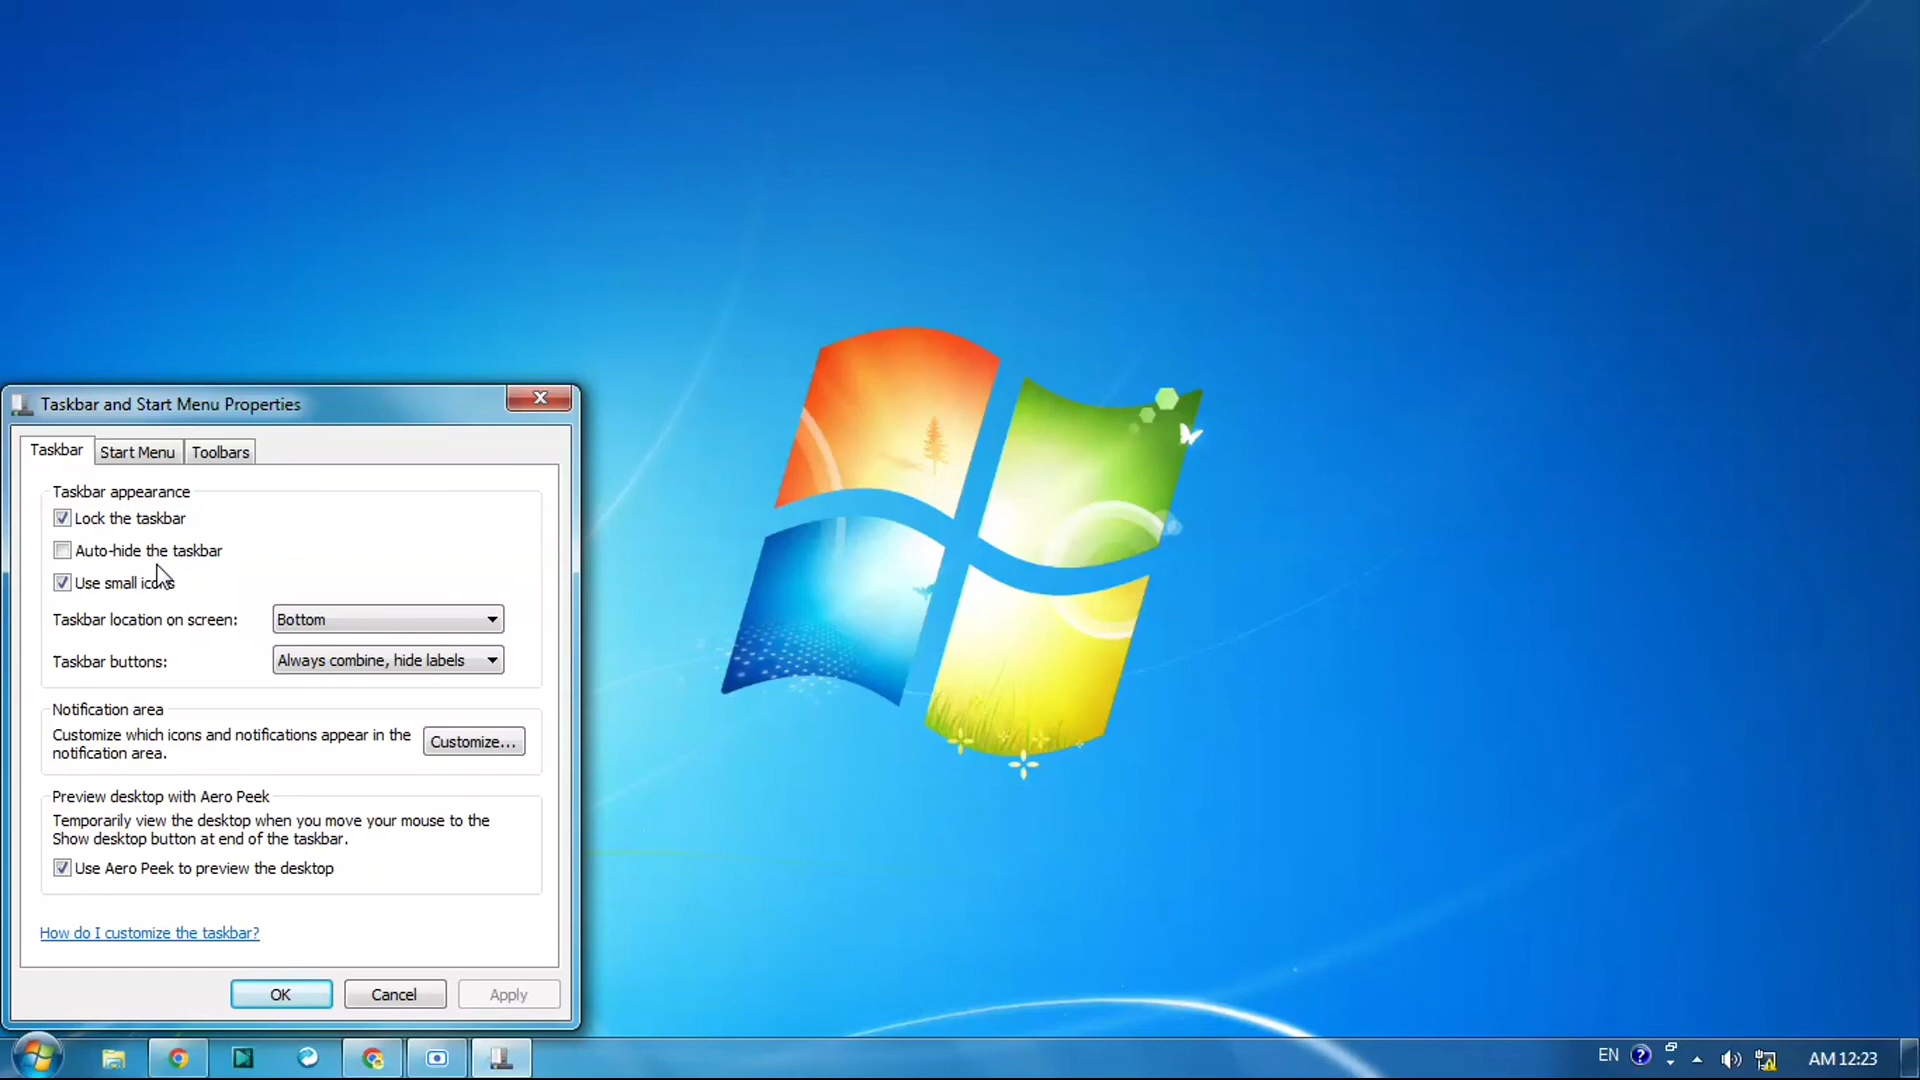 Taskbar and Start Menu Properties
Taskbar
Start Menu
Toolbars
Taskbar appearance
Lock the taskbar
Auto-hide the taskbar
Use small icons
Taskbar location on screen:
Bottom
Taskbar buttons:
Always combine, hide labels
Notification area
Customize which icons and notifications appear in the
notification area.
Customize...
Preview desktop with Aero Peek
Temporarily view the desktop when you move your mouse to the
Show desktop button at end of the taskbar.
Use Aero Peek to preview the desktop
How do I customize the taskbar?
OK
Cancel
Apply
EN
AM 12:23